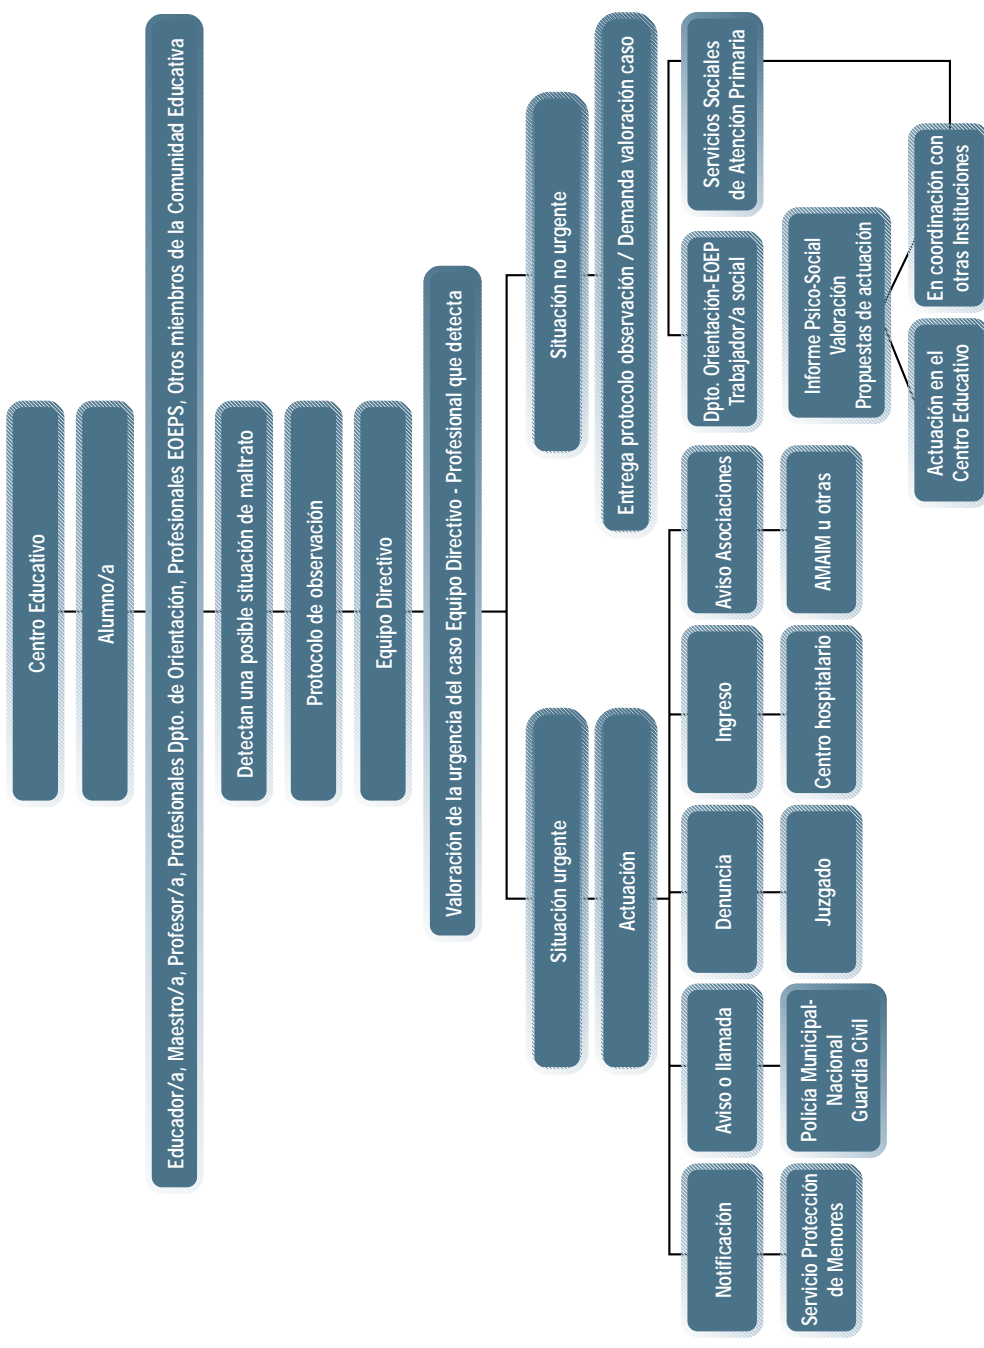 Centro Educativo
Alumno/a
Educador/a, Maestro/a, Profesor/a, Profesionales Dpto. de Orientación, Profesionales EOEPS, Otros miembros de la Comunidad Educativa
Detectan una posible situación de maltrato
Protocolo de observación
Equipo Directivo
Valoración de la urgencia del caso Equipo Directivo - Profesional que detecta
Situación urgente
Actuación
Notificación
Servicio Protección
de Menores
Aviso o llamada
Policía Municipal-
Nacional
Guardia Civil
Denuncia
Juzgado
Ingreso
Centro hospitalario
Aviso Asociaciones
AMAIM u otras
Situación no urgente
Entrega protocolo observación / Demanda valoración caso
Dpto. Orientación-EOEP
Trabajador/a social
Servicios Sociales
de Atención Primaria
Informe Psico-Social
Valoración
Propuestas de actuación
Actuación en el
Centro Educativo
En coordinación con
otras Instituciones